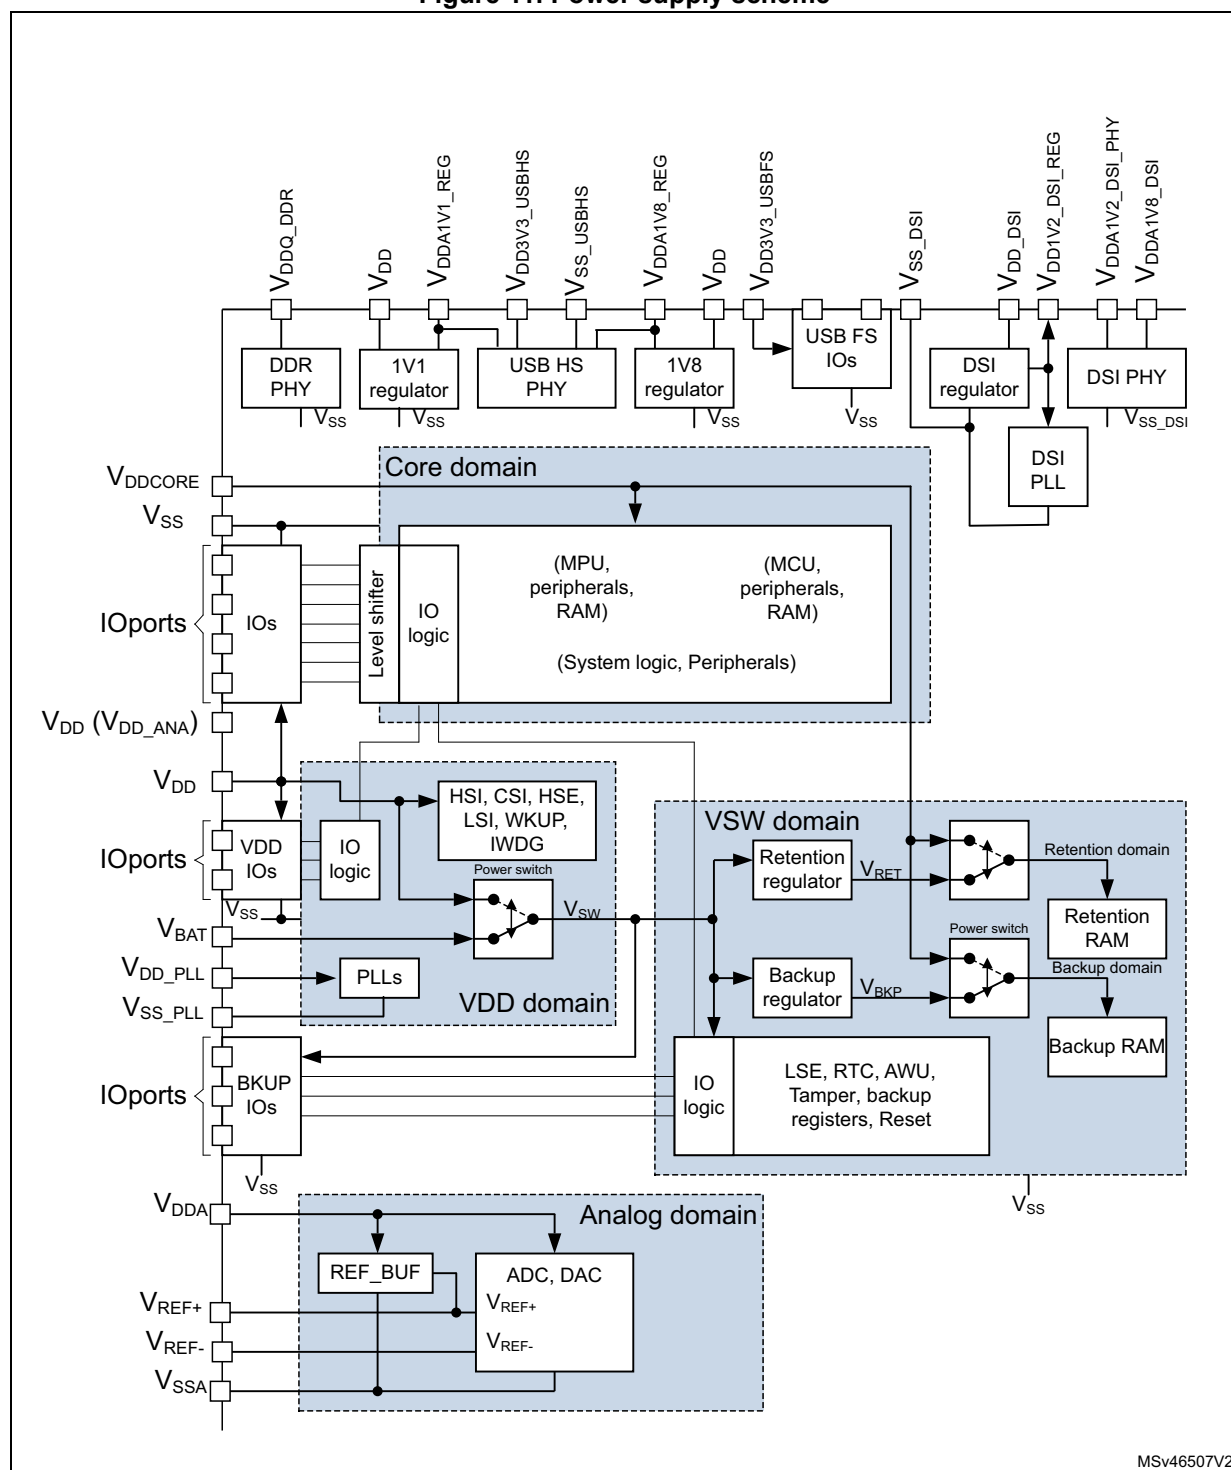 VDDQ_DDR
VDD
VDDA1V1_REG
VDD3V3_USBHS
VSS_USBHS
VDDA1V8_REG
VDD
VDD3V3_USBFS
VSS_DSI
VDD_DSI
VDD1V2_DSI_REG
VDDA1V2_DSI_PHY
VDDA1V8_DSI
DDR
PHY
VSS
1V1
regulator
VSS
USB HS
PHY
1V8
regulator
VSS
USB FS
IOs
VSS
DSI
regulator
DSI PHY
VSS_DSI
DSI
PLL
VDDCORE
VSS
Core domain
IOports
IOs
Level shifter
IO
logic
(MPU,
peripherals,
RAM)
(MCU,
peripherals,
RAM)
(System logic, Peripherals)
VDD (VDD_ANA)
VDD
HSI, CSI, HSE,
LSI, WKUP,
IWDG
IOports
VDD
IOs
IO
logic
VSS
Power switch
VSW
VBAT
VDD_PLL
PLLs
VSS_PLL
VDD domain
VSW domain
Retention
regulator
VRET
Retention domain
Retention
RAM
Power switch
Backup
regulator
VBKP
Backup domain
Backup RAM
IOports
BKUP
IOs
VSS
IO
logic
LSE, RTC, AWU,
Tamper, backup
registers, Reset
VSS
VDDA
Analog domain
REF_BUF
ADC, DAC
VREF+
VREF+
VREF-
VREF-
VSSA
MSv46507V2